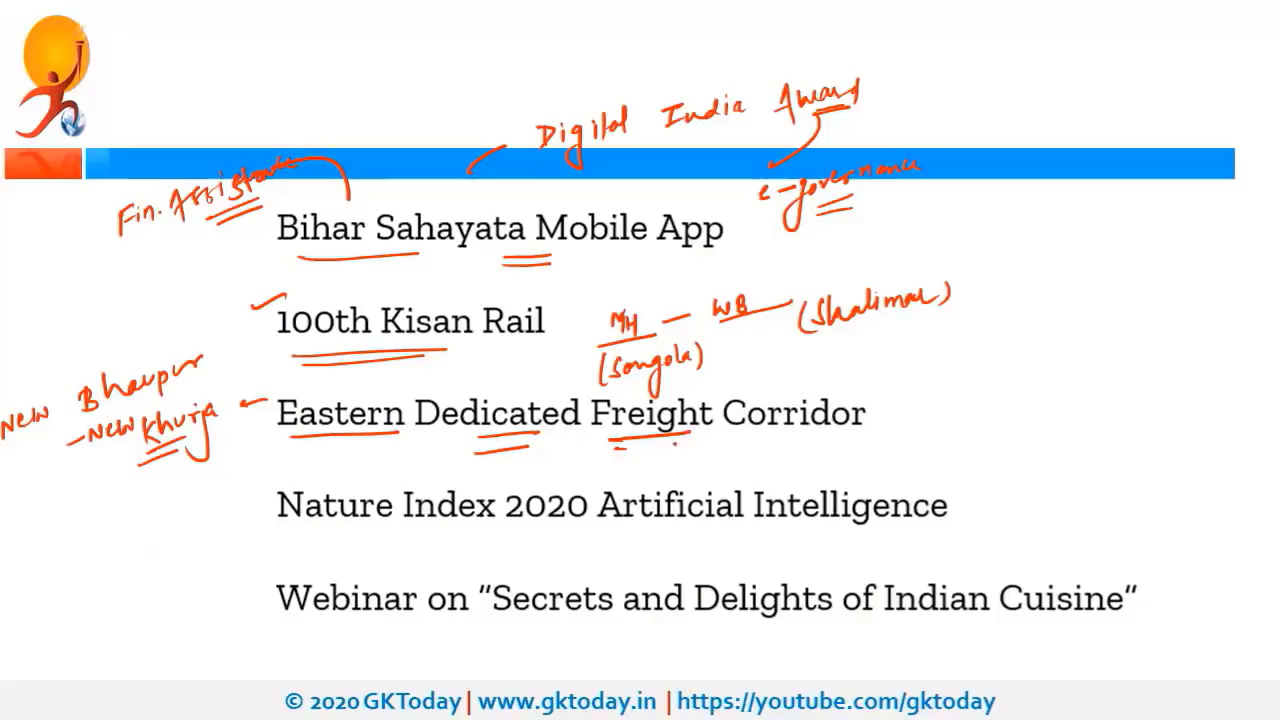 Digital India Award
Fin. Assistance
e-governance
Bihar Sahayata Mobile App
100th Kisan Rail
MH - WB (Shalimar)
(Sangola)
New Bhaupur
- New Khurja
Eastern Dedicated Freight Corridor
Nature Index 2020 Artificial Intelligence
Webinar on “Secrets and Delights of Indian Cuisine”
© 2020 GKToday | www.gktoday.in | https://youtube.com/gktoday